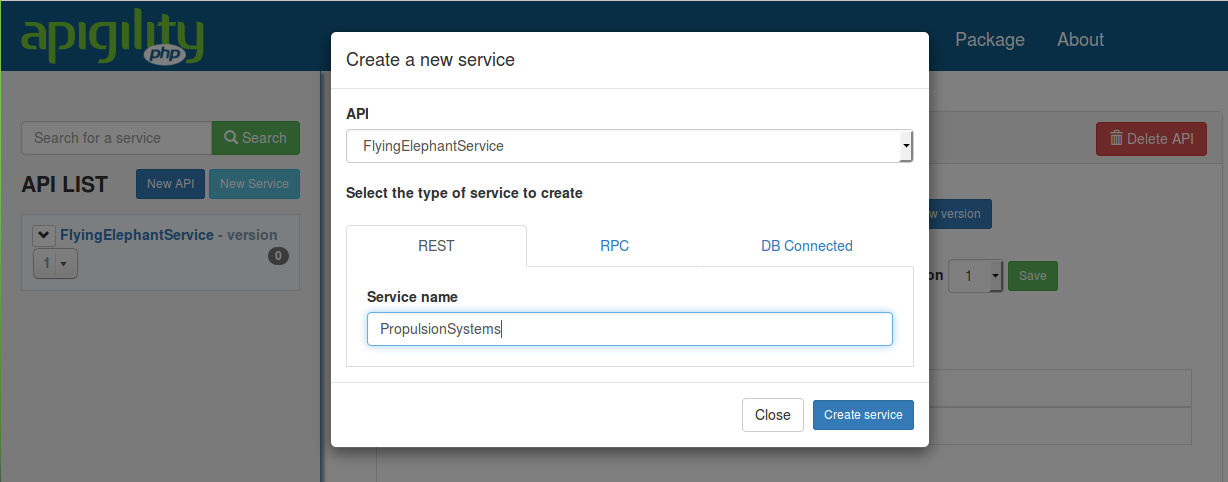 apigility
php
Package
About
Create a new service
API
FlyingElephantService
Search for a service
Search
Delete API
API LIST
New API
New Service
Select the type of service to create
w version
FlyingElephantService - version
1
0
REST
RPC
DB Connected
on
1
Save
Service name
PropulsionSystems
Close
Create service